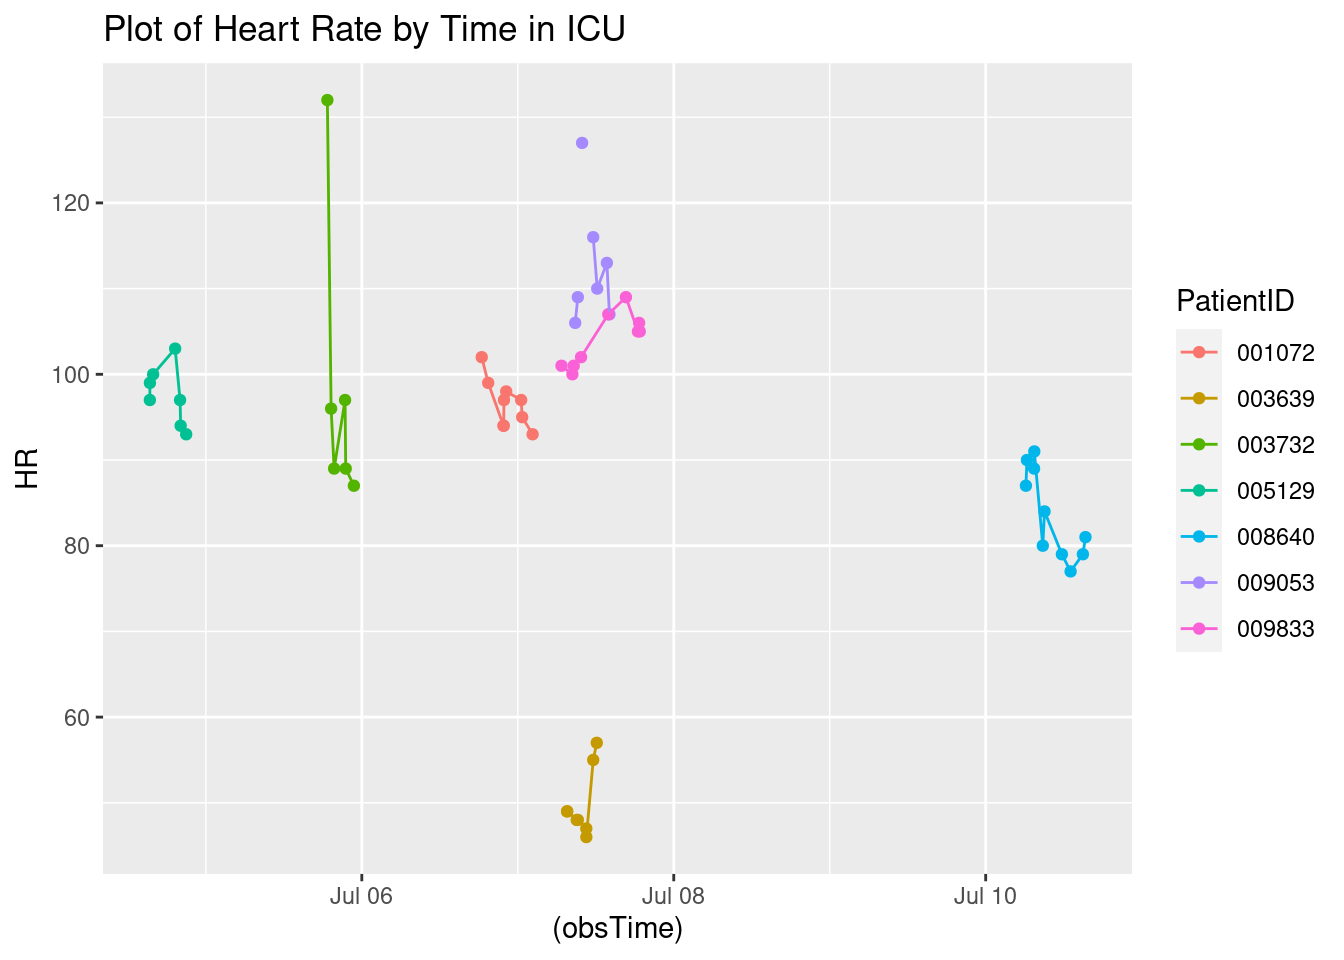 Plot of Heart Rate by Time in ICU
120
100
80
60
HR
Jul 06
Jul 08
Jul 10
(obsTime)
PatientID
001072
003639
003732
005129
008640
009053
009833